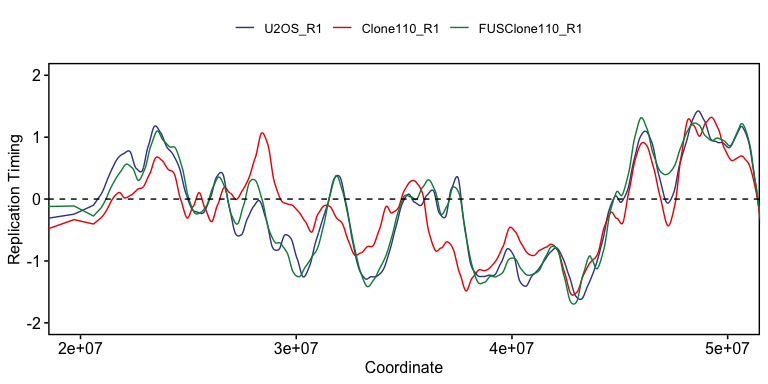 U2OS_R1 Clone110_R1 FUSClone110_R1
Replication Timing
2
1
0
-1
-2
2e+07 3e+07 4e+07 5e+07
Coordinate